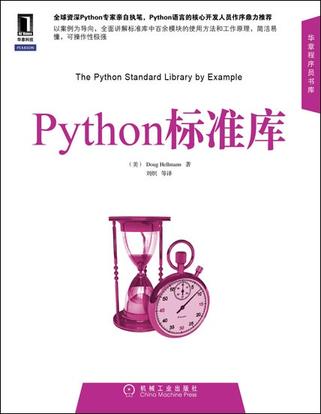 华章科技
PEARSON
全球资深Python专家亲自执笔，Python语言的核心开发人员作序鼎力推荐
以案例为导向，全面讲解标准库中百余模块的使用方法和工作原理，简洁易
懂，可操作性极强
华章程序员书库
The Python Standard Library by Example
Python标准库
（美） Doug Hellmann 著
刘炽 等译
机械工业出版社
China Machine Press